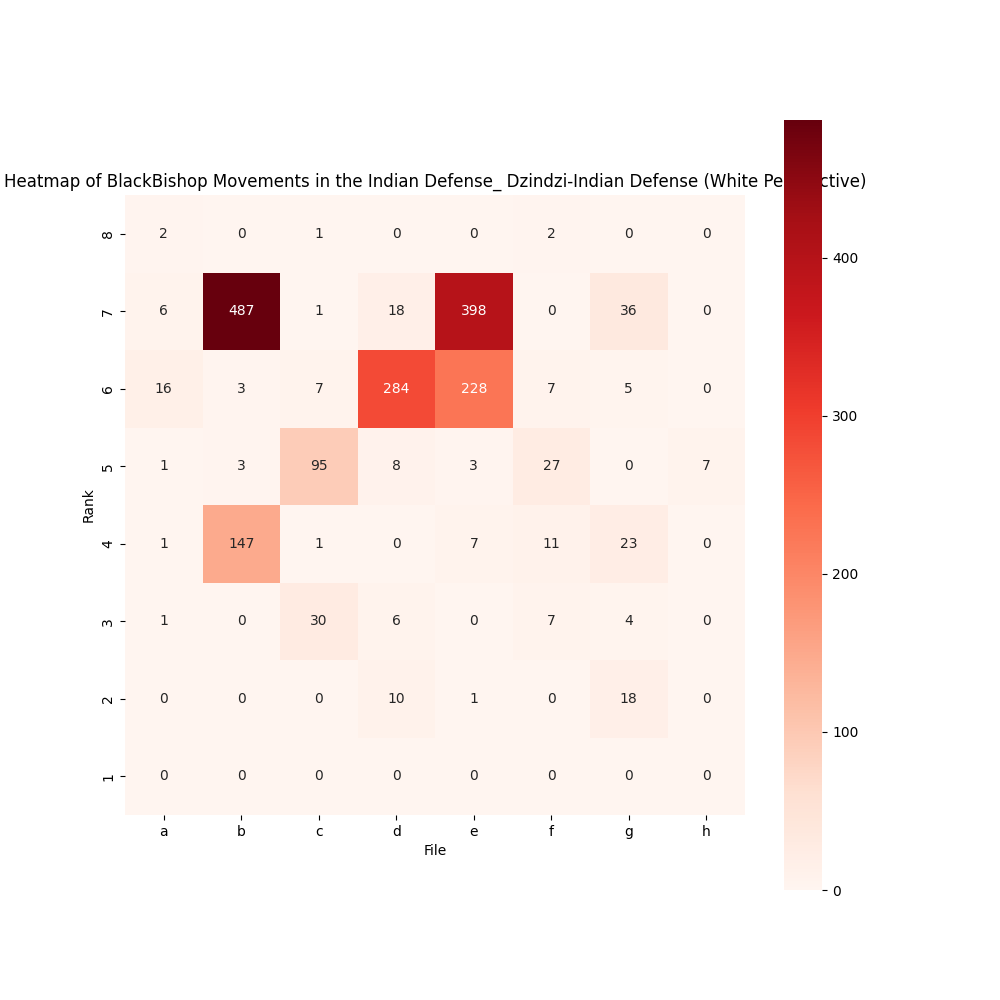 Heatmap of BlackBishop Movements in the Indian Defense_ Dzindzi-Indian Defense (White Pe ctive)
8 2 0 1 0 0 2 0 0
7 6 487 1 18 398 0 36 0
6 16 3 7 284 228 7 5 0
5 1 3 95 8 3 27 0 7
4 1 147 1 0 7 11 23 0
3 1 0 30 6 0 7 4 0
2 0 0 0 10 1 0 18 0
1 0 0 0 0 0 0 0 0
a b c d e f g h
File
Rank
400
300
200
100
0